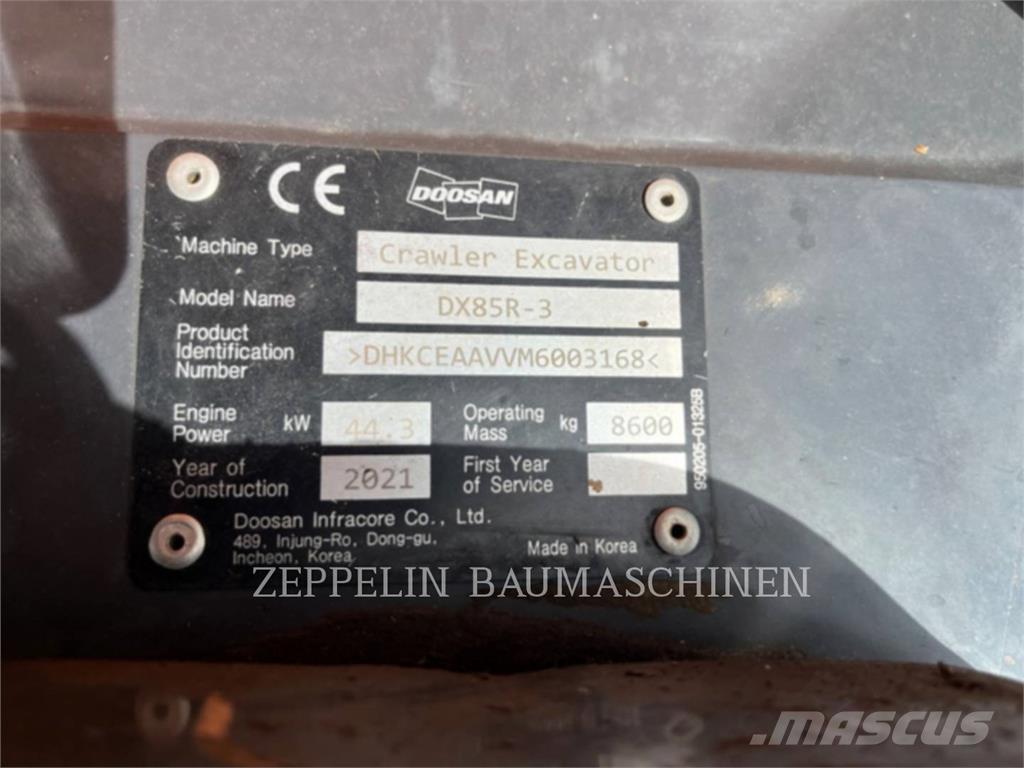 CE DOOSAN
Machine Type Crawler Excavator
Model Name DX85R-3
Product
Identification
Number >DHKCEAAVVM6003168<
Engine
Power kW 44.3
Operating
Mass kg 8600
Year of
Construction 2021
First Year
of Service
950205-01325B
Doosan Infracore Co., Ltd.
489, Injung-Ro, Dong-gu,
Incheon, Korea
Made in Korea
ZEPPELIN BAUMASCHINEN
MASCUS